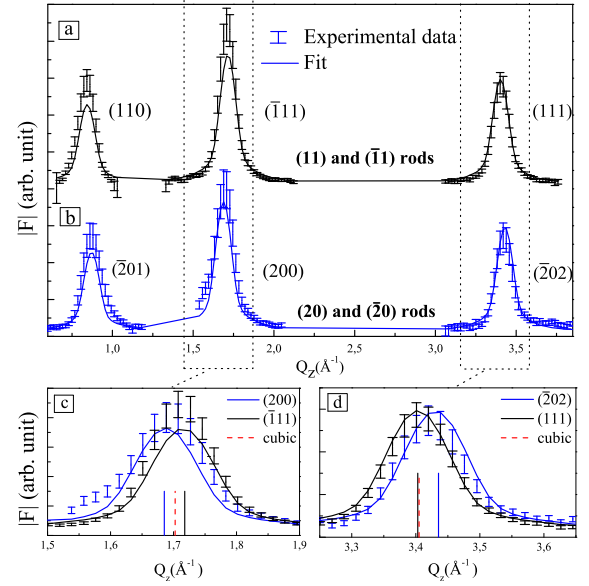 a
Experimental data
Fit
(110)
(1̅11)
(111)
(11) and (1̅1) rods
|F| (arb. unit)
b
(2̅01)
(200)
(2̅02)
(20) and (2̅0) rods
1,0
1,5
2,0
2,5
3,0
3,5
Qz(Å-1)
c
(200)
(1̅11)
cubic
|F| (arb. unit)
1,5
1,6
1,7
1,8
1,9
Qz(Å-1)
d
(2̅02)
(111)
cubic
3,3
3,4
3,5
3,6
Qz(Å-1)